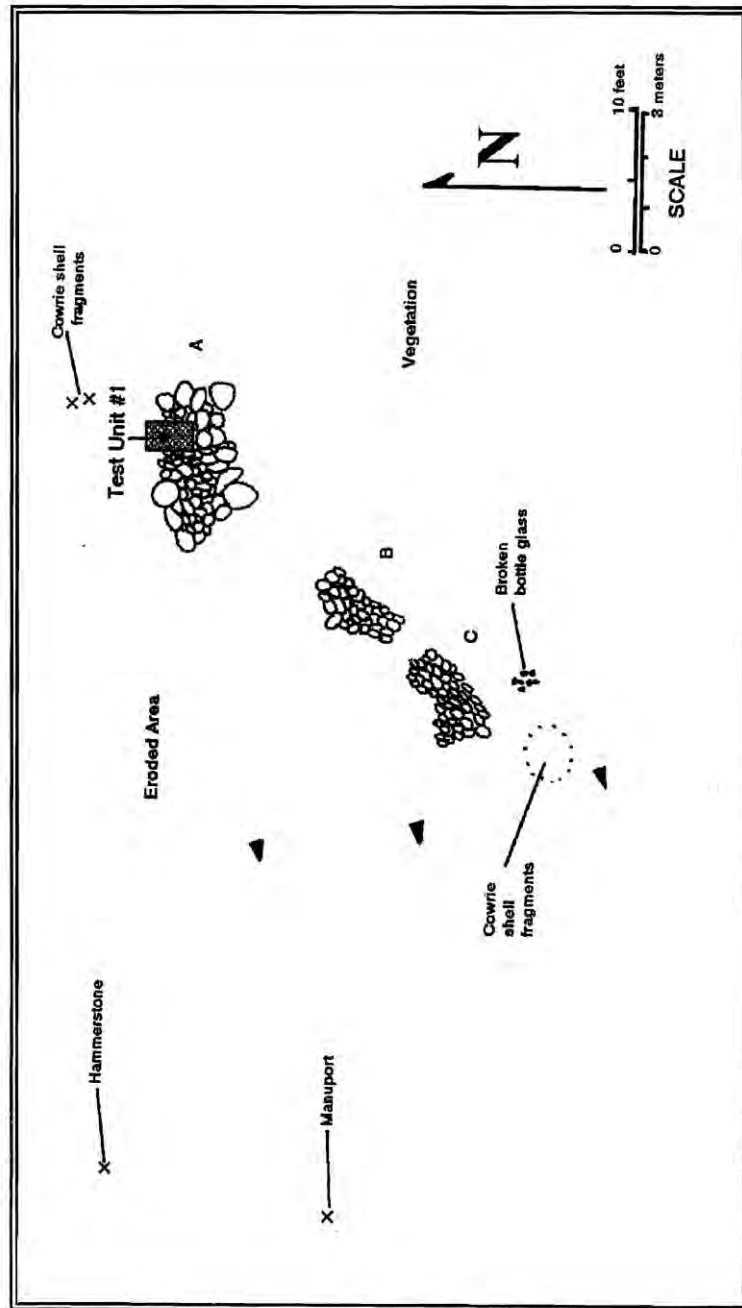 Cowrie shell
fragments
Test Unit #1
A
Hammerstone
Eroded Area
B
Manuport
C
Vegetation
Broken
bottle glass
Cowrie
shell
fragments
N
0 10 feet
0 3 meters
SCALE